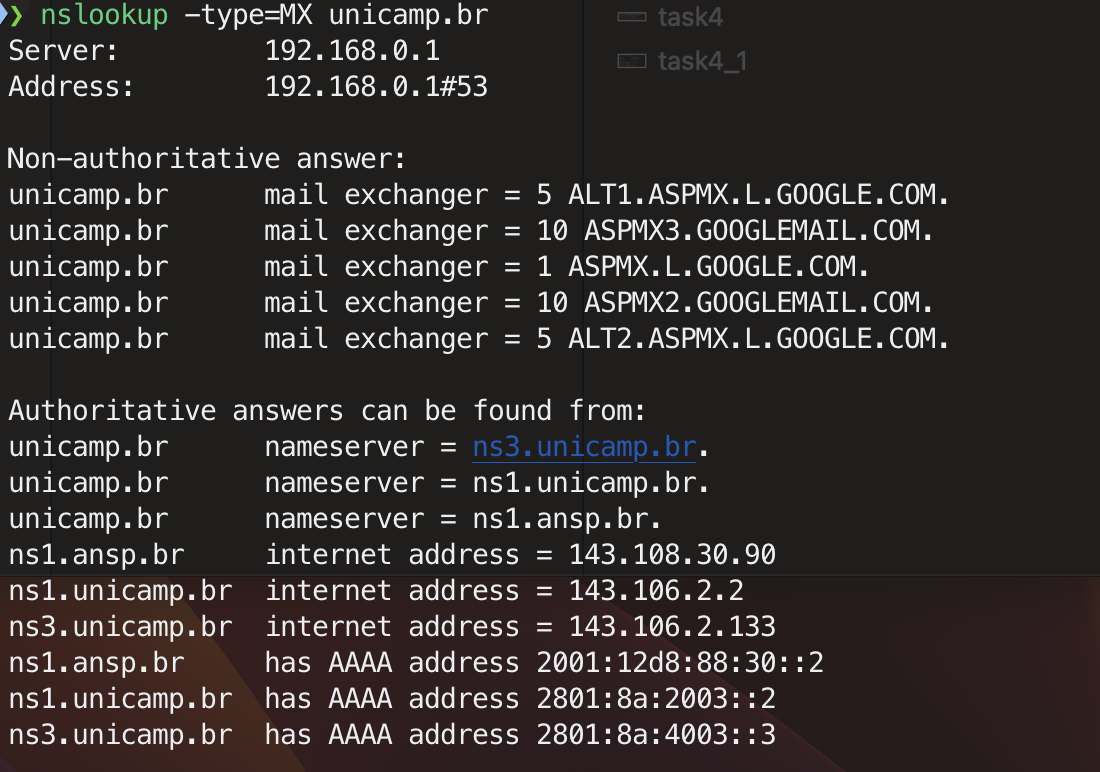 ❯ nslookup -type=MX unicamp.br
task4
Server: 192.168.0.1
task4_1
Address: 192.168.0.1#53
Non-authoritative answer:
unicamp.br mail exchanger = 5 ALT1.ASPMX.L.GOOGLE.COM.
unicamp.br mail exchanger = 10 ASPMX3.GOOGLEMAIL.COM.
unicamp.br mail exchanger = 1 ASPMX.L.GOOGLE.COM.
unicamp.br mail exchanger = 10 ASPMX2.GOOGLEMAIL.COM.
unicamp.br mail exchanger = 5 ALT2.ASPMX.L.GOOGLE.COM.
Authoritative answers can be found from:
unicamp.br nameserver = ns3.unicamp.br.
unicamp.br nameserver = ns1.unicamp.br.
unicamp.br nameserver = ns1.ansp.br.
ns1.ansp.br internet address = 143.108.30.90
ns1.unicamp.br internet address = 143.106.2.2
ns3.unicamp.br internet address = 143.106.2.133
ns1.ansp.br has AAAA address 2001:12d8:88:30::2
ns1.unicamp.br has AAAA address 2801:8a:2003::2
ns3.unicamp.br has AAAA address 2801:8a:4003::3